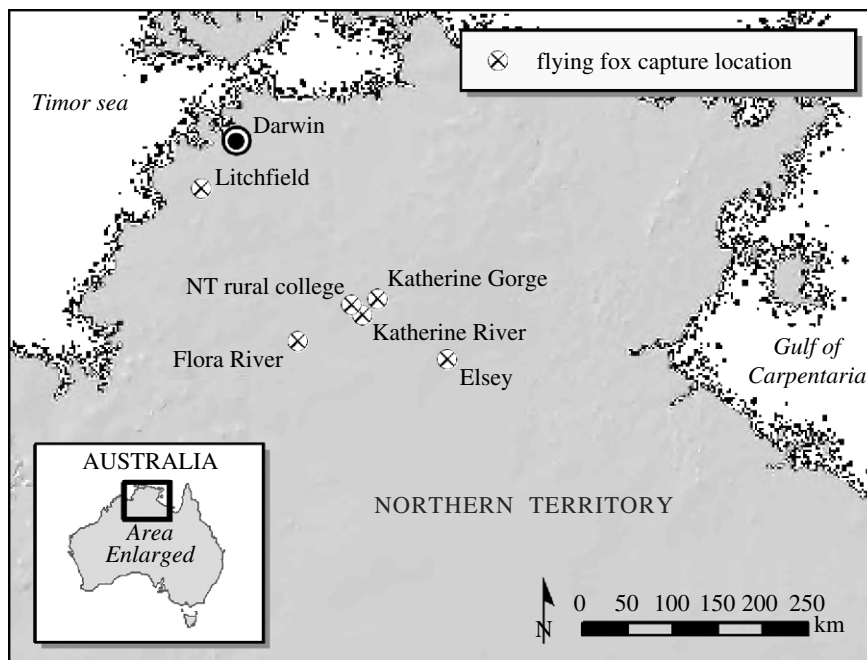 flying fox capture location
Timor sea
Darwin
Litchfield
NT rural college
Katherine Gorge
Katherine River
Flora River
Elsey
Gulf of
Carpentaria
AUSTRALIA
Area
Enlarged
NORTHERN TERRITORY
N
0 50 100 150 200 250
km